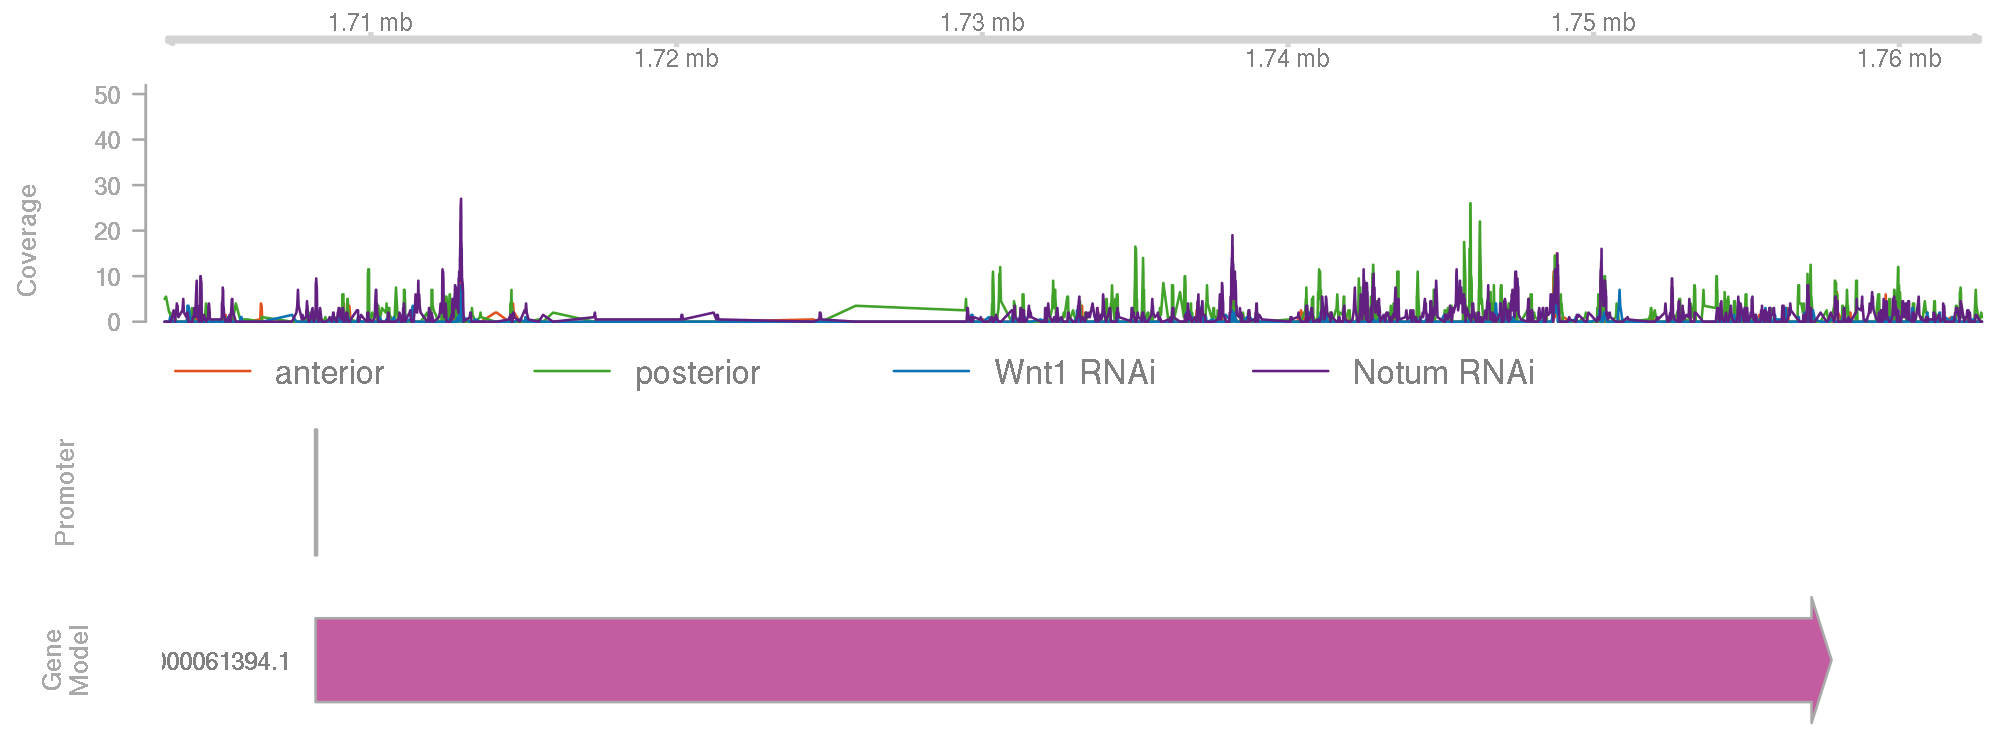 1.71 mb 1.73 mb 1.75 mb
1.72 mb 1.74 mb 1.76 mb
50
40
30
20
10
0
Coverage
anterior posterior Wnt1 RNAi Notum RNAi
Promoter
Gene
Model
000061394.1